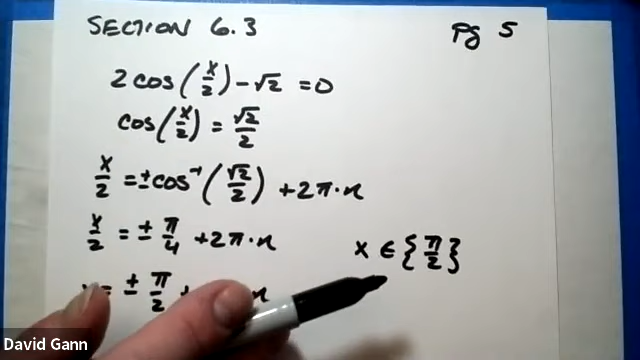 SECTION 6.3
pg 5
2cos(x/2) - √2 = 0
cos(x/2) = √2/2
x/2 = ±cos⁻¹(√2/2) + 2π·n
x/2 = ± π/4 + 2π·n
x ∈ {π/2}
= ± π/2 + n
David Gann